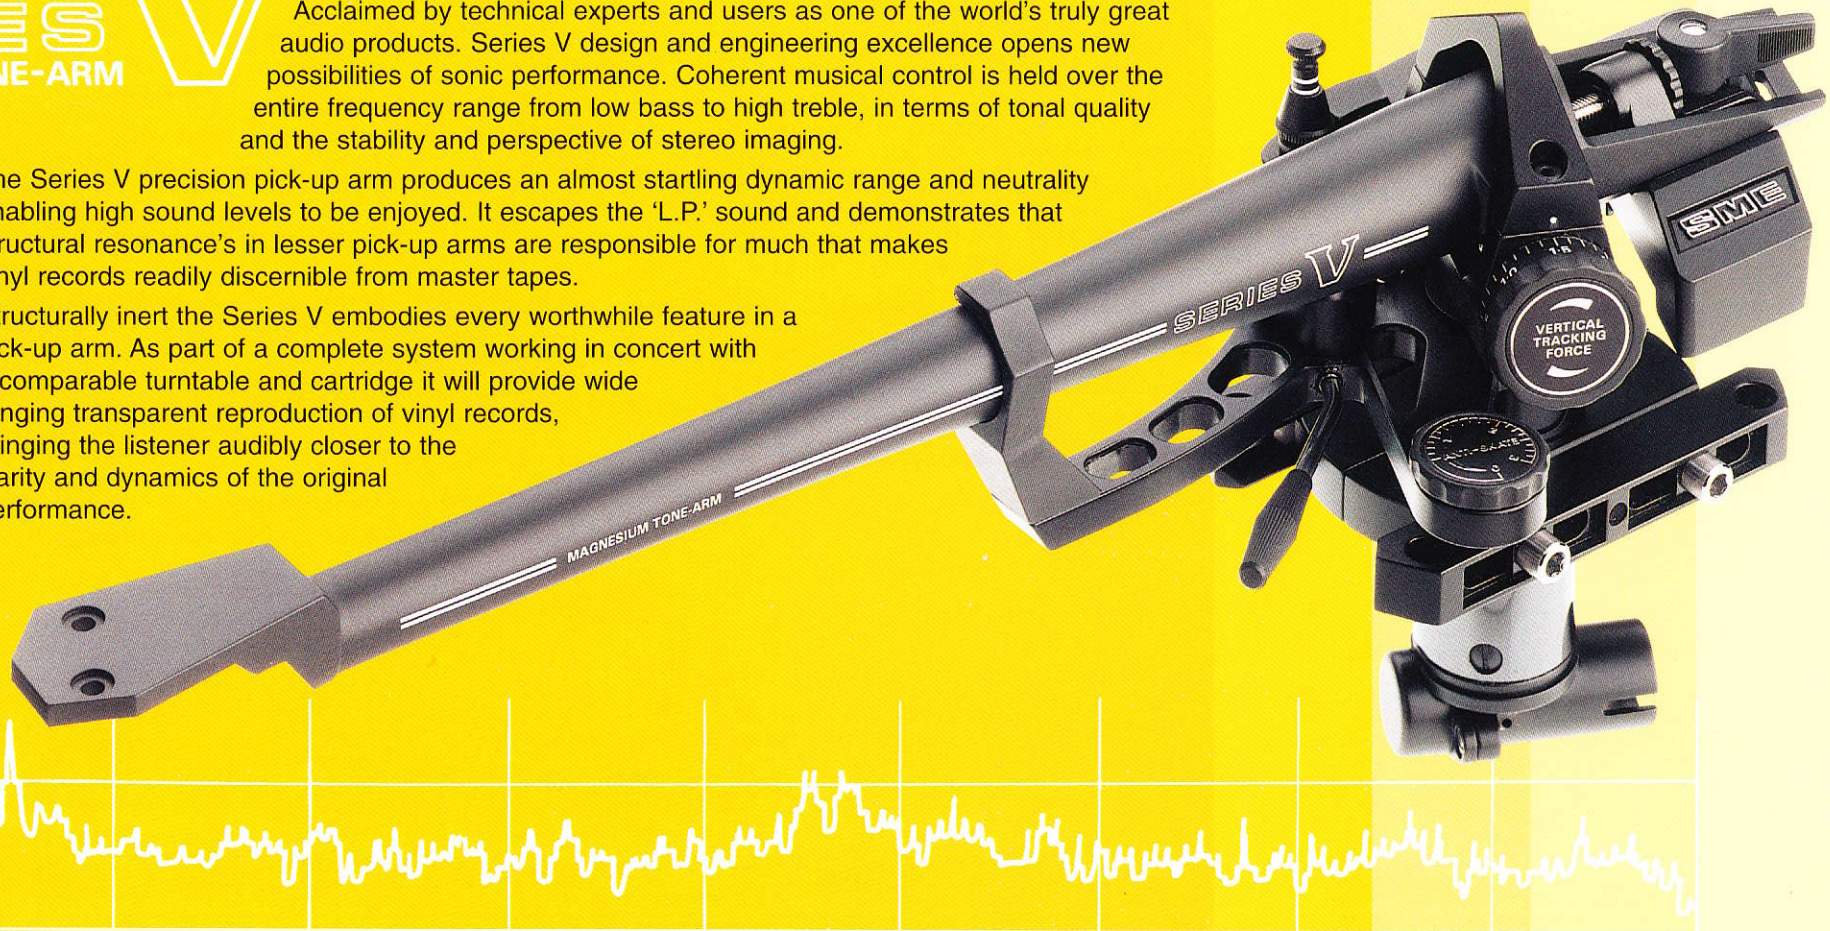 ES V
NE-ARM
Acclaimed by technical experts and users as one of the world's truly great
audio products. Series V design and engineering excellence opens new
possibilities of sonic performance. Coherent musical control is held over the
entire frequency range from low bass to high treble, in terms of tonal quality
and the stability and perspective of stereo imaging.
he Series V precision pick-up arm produces an almost startling dynamic range and neutrality
nabling high sound levels to be enjoyed. It escapes the 'L.P.' sound and demonstrates that
ructural resonance's in lesser pick-up arms are responsible for much that makes
nyl records readily discernible from master tapes.
tructurally inert the Series V embodies every worthwhile feature in a
ck-up arm. As part of a complete system working in concert with
comparable turntable and cartridge it will provide wide
nging transparent reproduction of vinyl records,
inging the listener audibly closer to the
arity and dynamics of the original
erformance.
SME
SERIES V
VERTICAL
TRACKING
FORCE
ANTI-SKATE
MAGNESIUM TONE-ARM